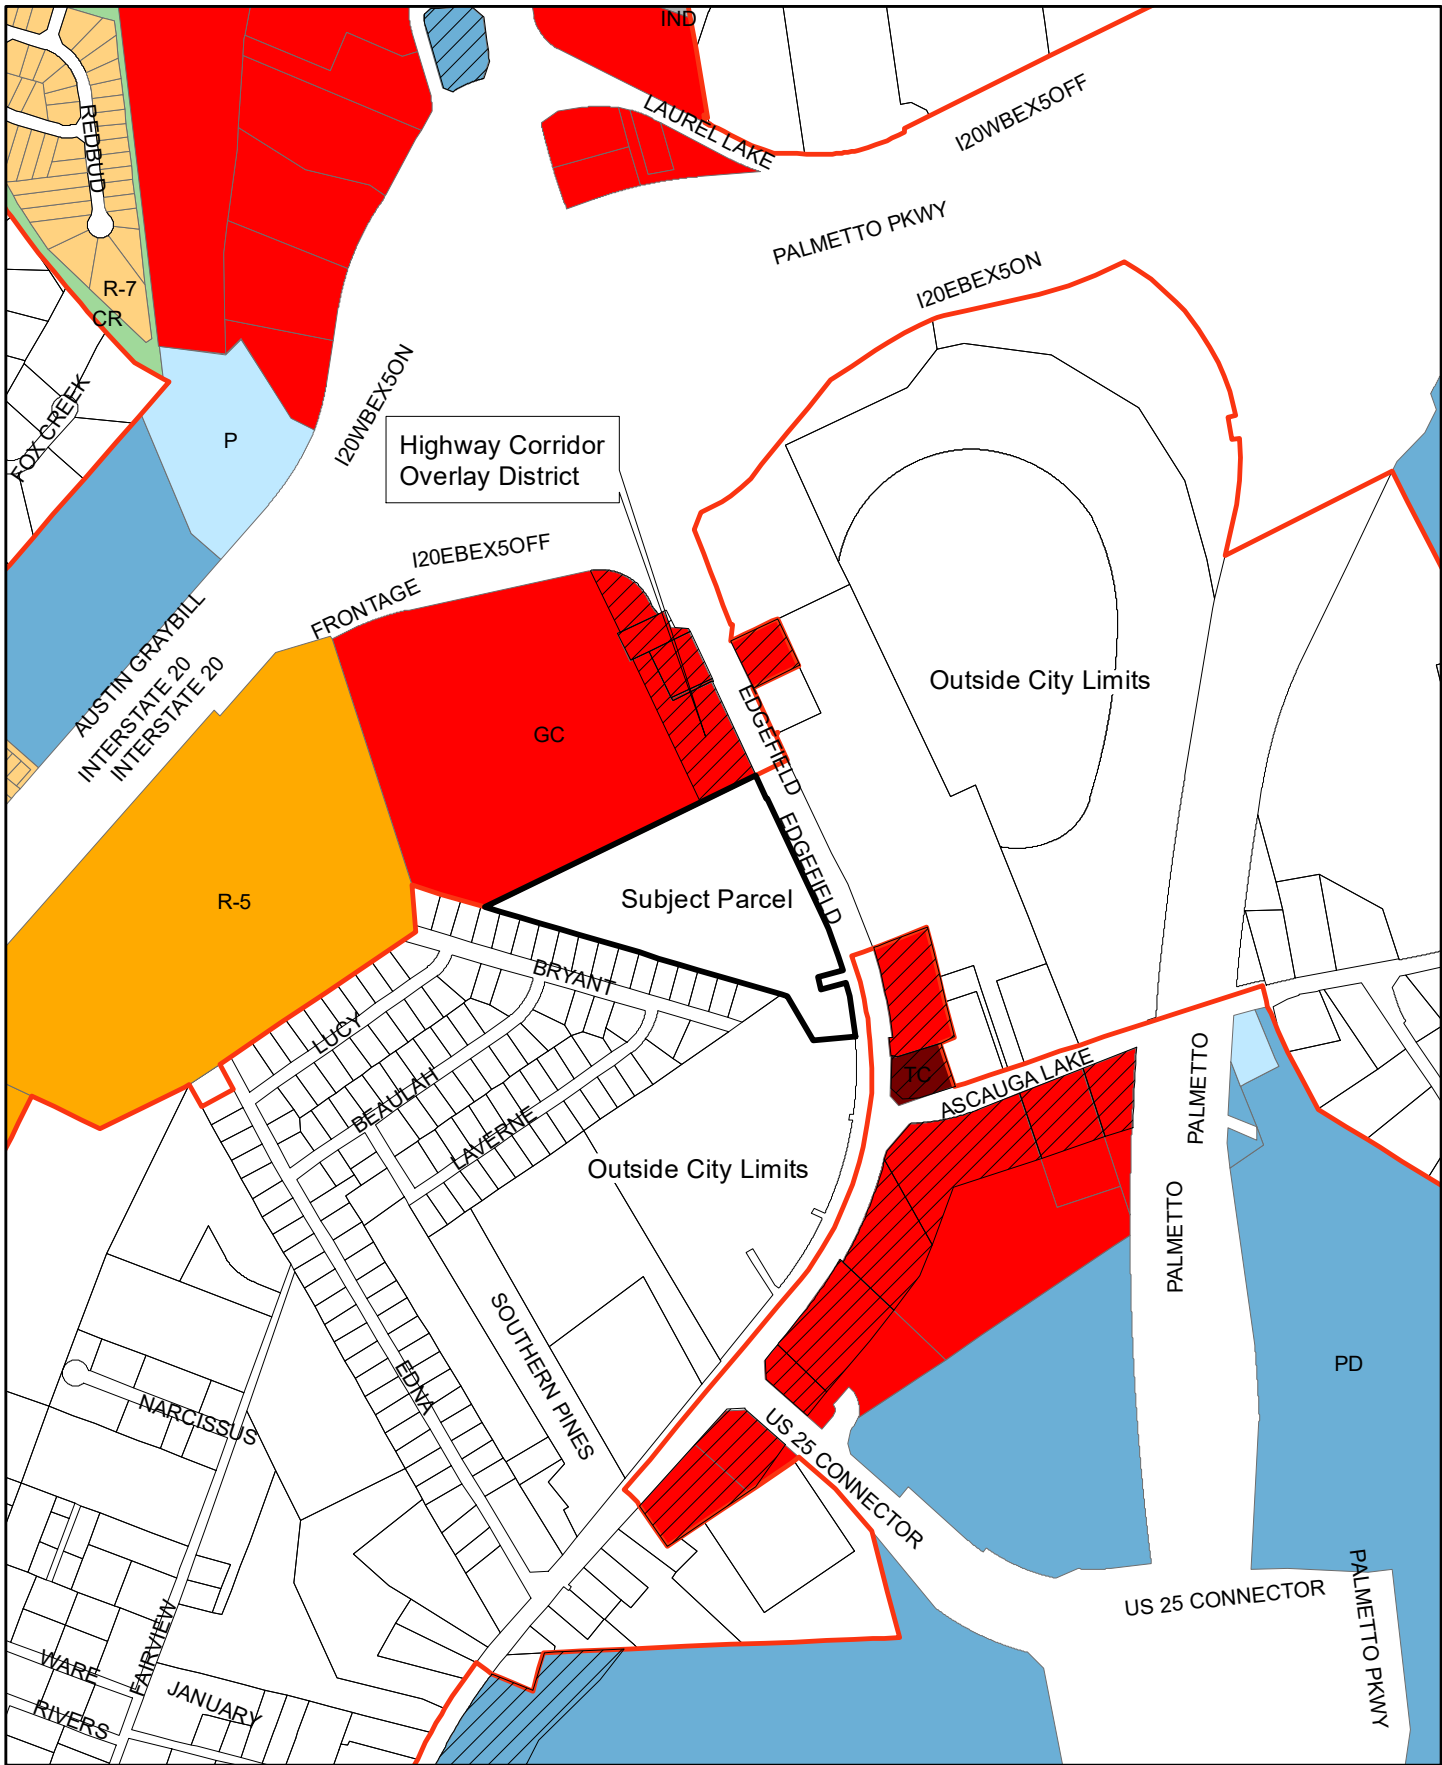 IND
LAUREL LAKE
I20WBEX5OFF
REDBUD
PALMETTO PKWY
I20EBEX5ON
R-7
CR
FOX CREEK
P
I20WBEX5ON
Highway Corridor
Overlay District
I20EBEX5OFF
FRONTAGE
AUSTIN GRAYBILL
INTERSTATE 20
INTERSTATE 20
Outside City Limits
EDGEFIELD
GC
EDGEFIELD
R-5
Subject Parcel
BRYANT
LUCY
BEAULAH
LAVERNE
TC
ASCAUGA LAKE
PALMETTO
PALMETTO
Outside City Limits
SOUTHERN PINES
EDNA
PD
NARCISSUS
US 25 CONNECTOR
US 25 CONNECTOR
PALMETTO PKWY
FAIRVIEW
WARE
RIVERS
JANUARY